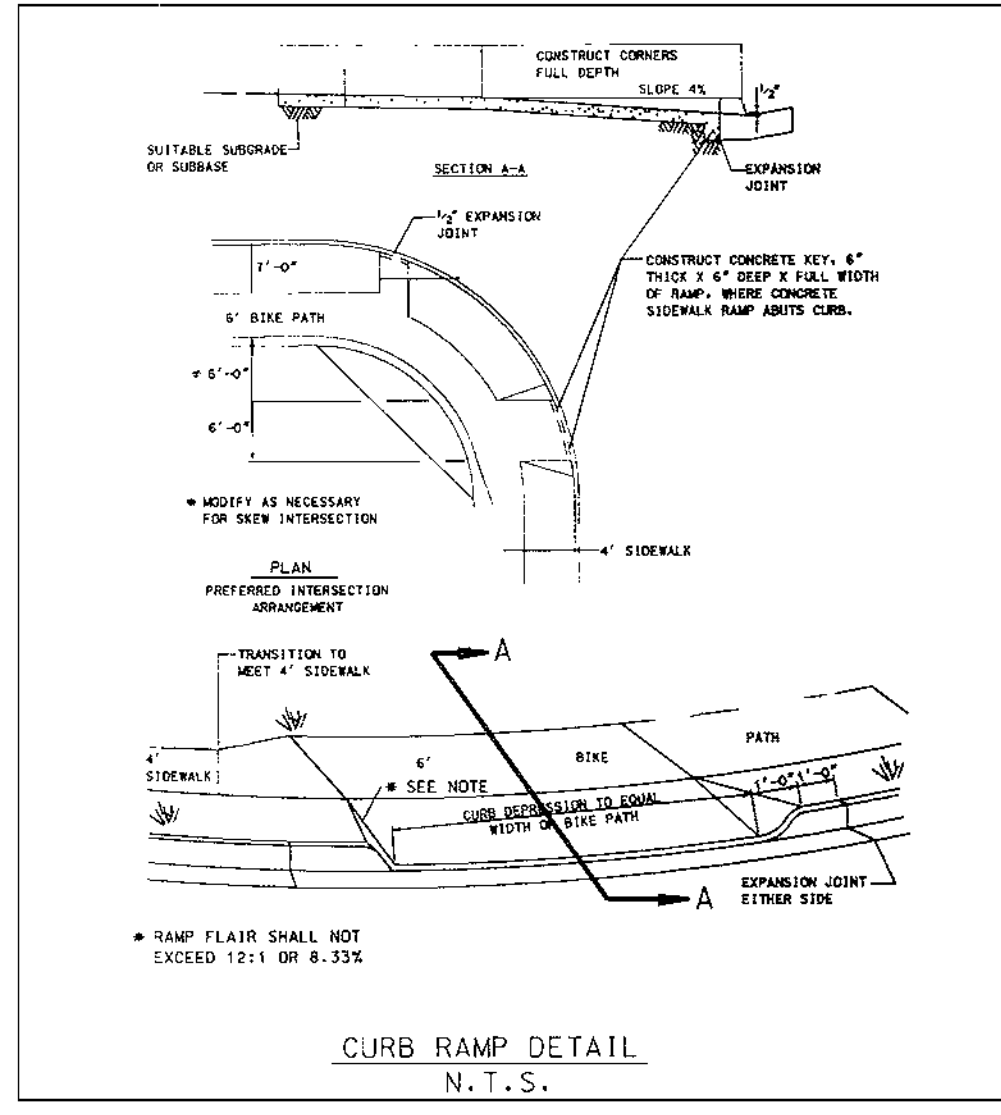 CONSTRUCT CORNERS
FULL DEPTH
SLOPE 4%
1/2"
SUITABLE SUBGRADE
OR SUBBASE
SECTION A-A
EXPANSION
JOINT
1/2" EXPANSION
JOINT
7'-0"
CONSTRUCT CONCRETE KEY, 6"
THICK X 6" DEEP X FULL WIDTH
OF RAMP, WHERE CONCRETE
SIDEWALK RAMP ABUTS CURB.
6' BIKE PATH
* 6'-0"
6'-0"
* MODIFY AS NECESSARY
FOR SKEW INTERSECTION
4' SIDEWALK
PLAN
PREFERRED INTERSECTION
ARRANGEMENT
TRANSITION TO
MEET 4' SIDEWALK
A
4'
SIDEWALK
6' BIKE PATH
* SEE NOTE
1'-0" 1'-0"
CURB DEPRESSION TO EQUAL
WIDTH OF BIKE PATH
A
EXPANSION JOINT
EITHER SIDE
* RAMP FLAIR SHALL NOT
EXCEED 12:1 OR 8.33%
CURB RAMP DETAIL
N.T.S.